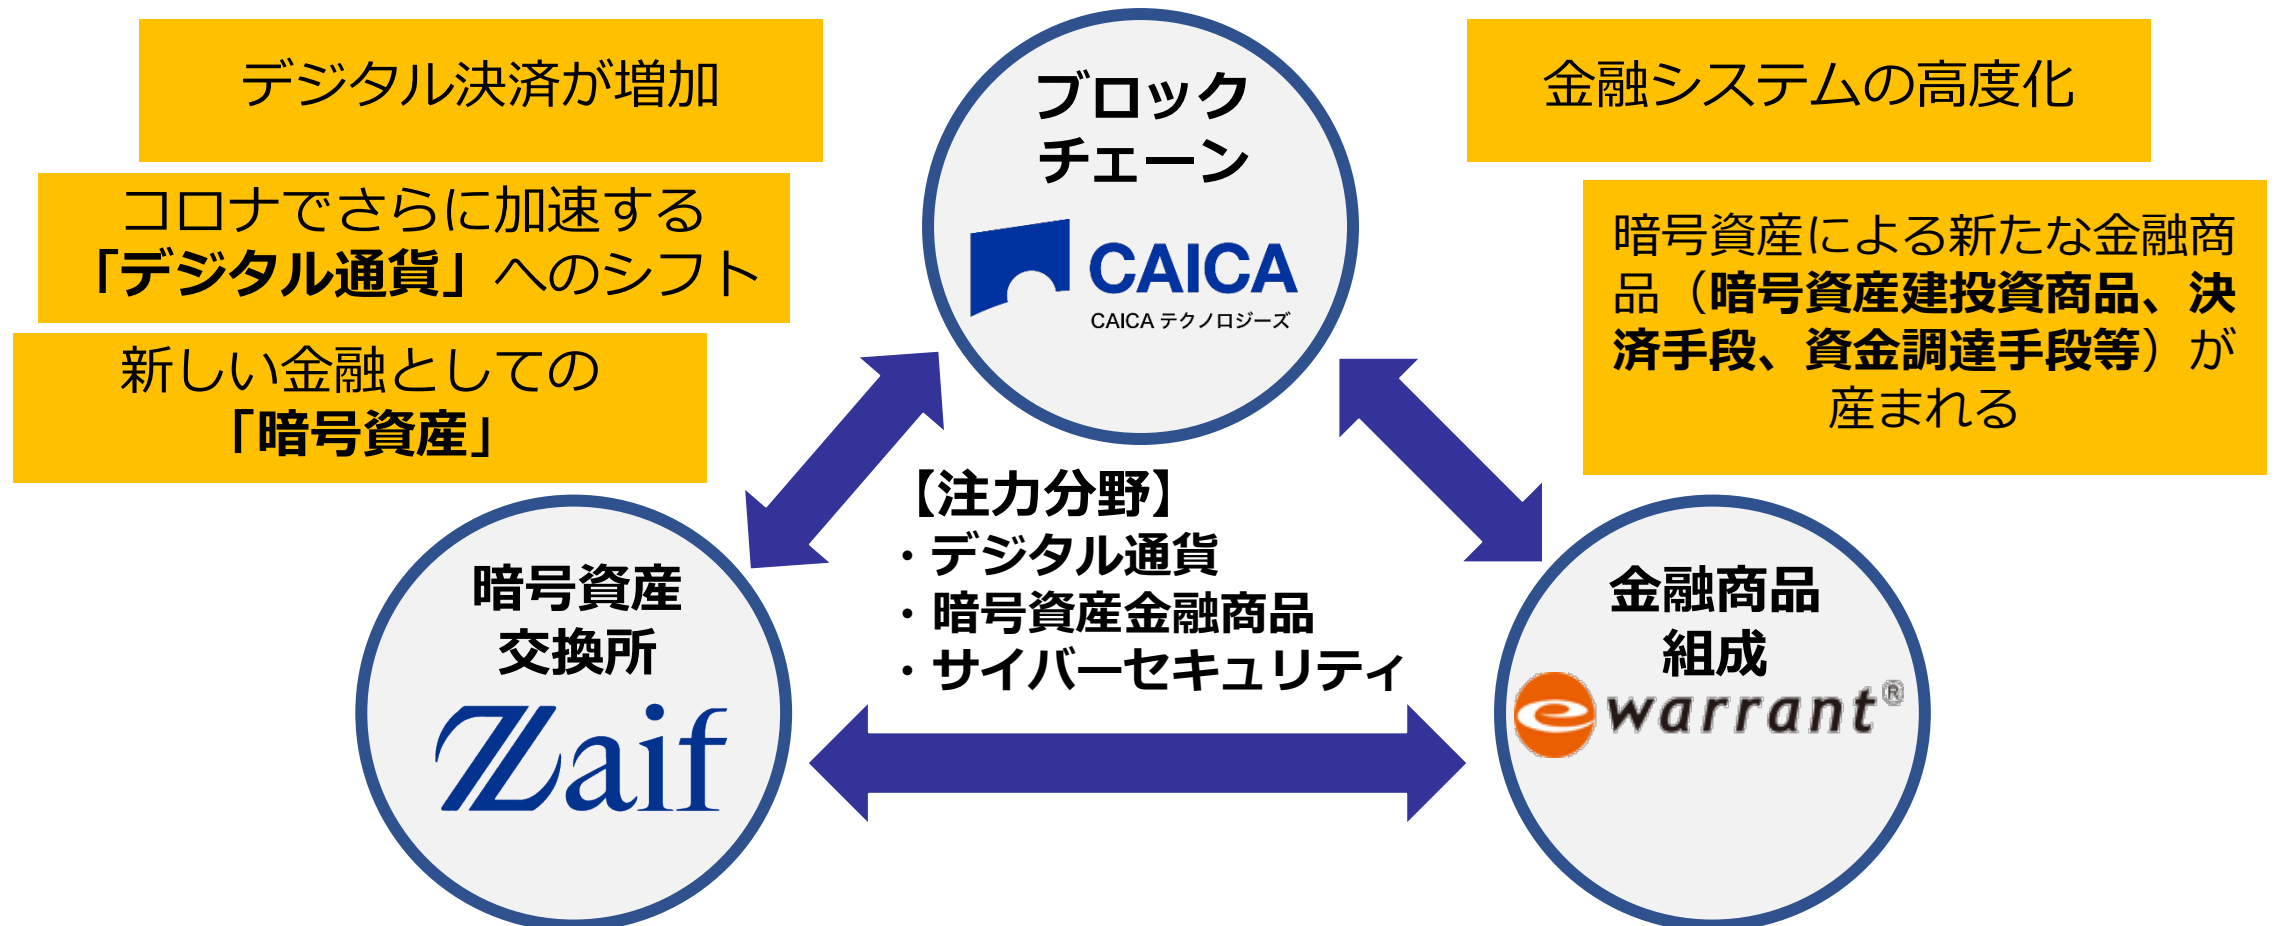 デジタル決済が増加
コロナでさらに加速する
「デジタル通貨」へのシフト
新しい金融としての
「暗号資産」
ブロック
チェーン
CAICA
CAICA テクノロジーズ
金融システムの高度化
暗号資産による新たな金融商
品（暗号資産建投資商品、決
済手段、資金調達手段等）が
産まれる
【注力分野】
・デジタル通貨
・暗号資産金融商品
・サイバーセキュリティ
暗号資産
交換所
Zaif
金融商品
組成
e warrant®